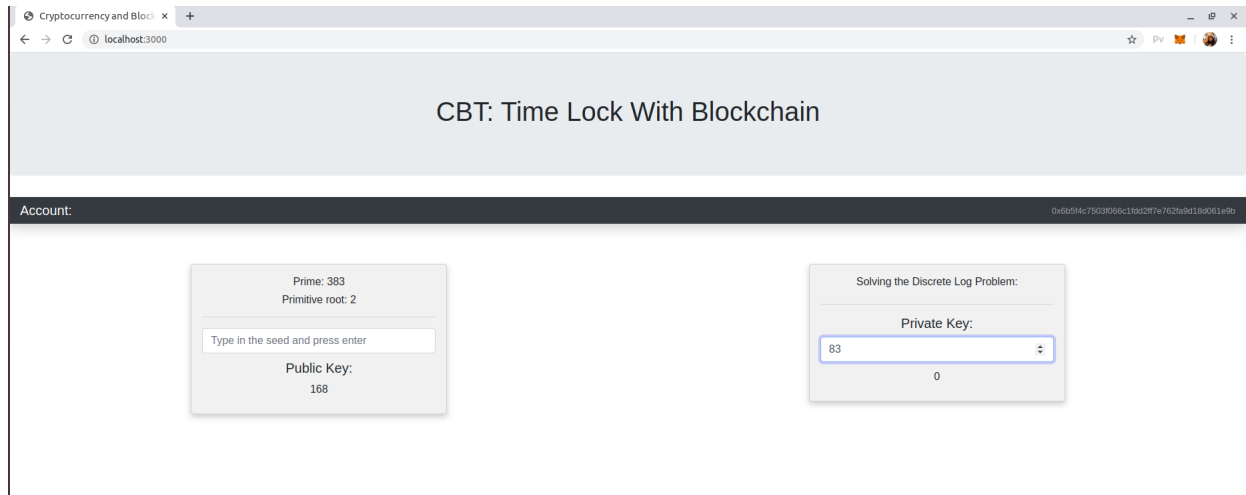 Cryptocurrency and Block
localhost:3000
Pv
CBT: Time Lock With Blockchain
Account:
0x6b5f4c7503f066c1fdd2ff7e762fa9d18d061e9b
Prime: 383
Primitive root: 2
Type in the seed and press enter
Public Key:
168
Solving the Discrete Log Problem:
Private Key:
83
0